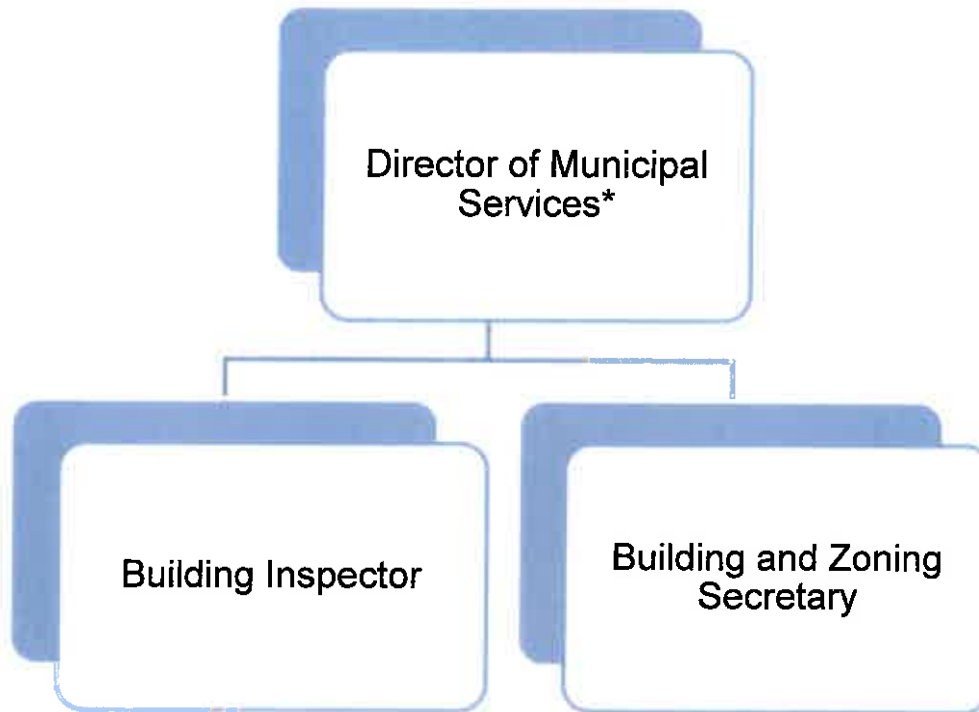 Director of Municipal
Services*
Building Inspector
Building and Zoning
Secretary